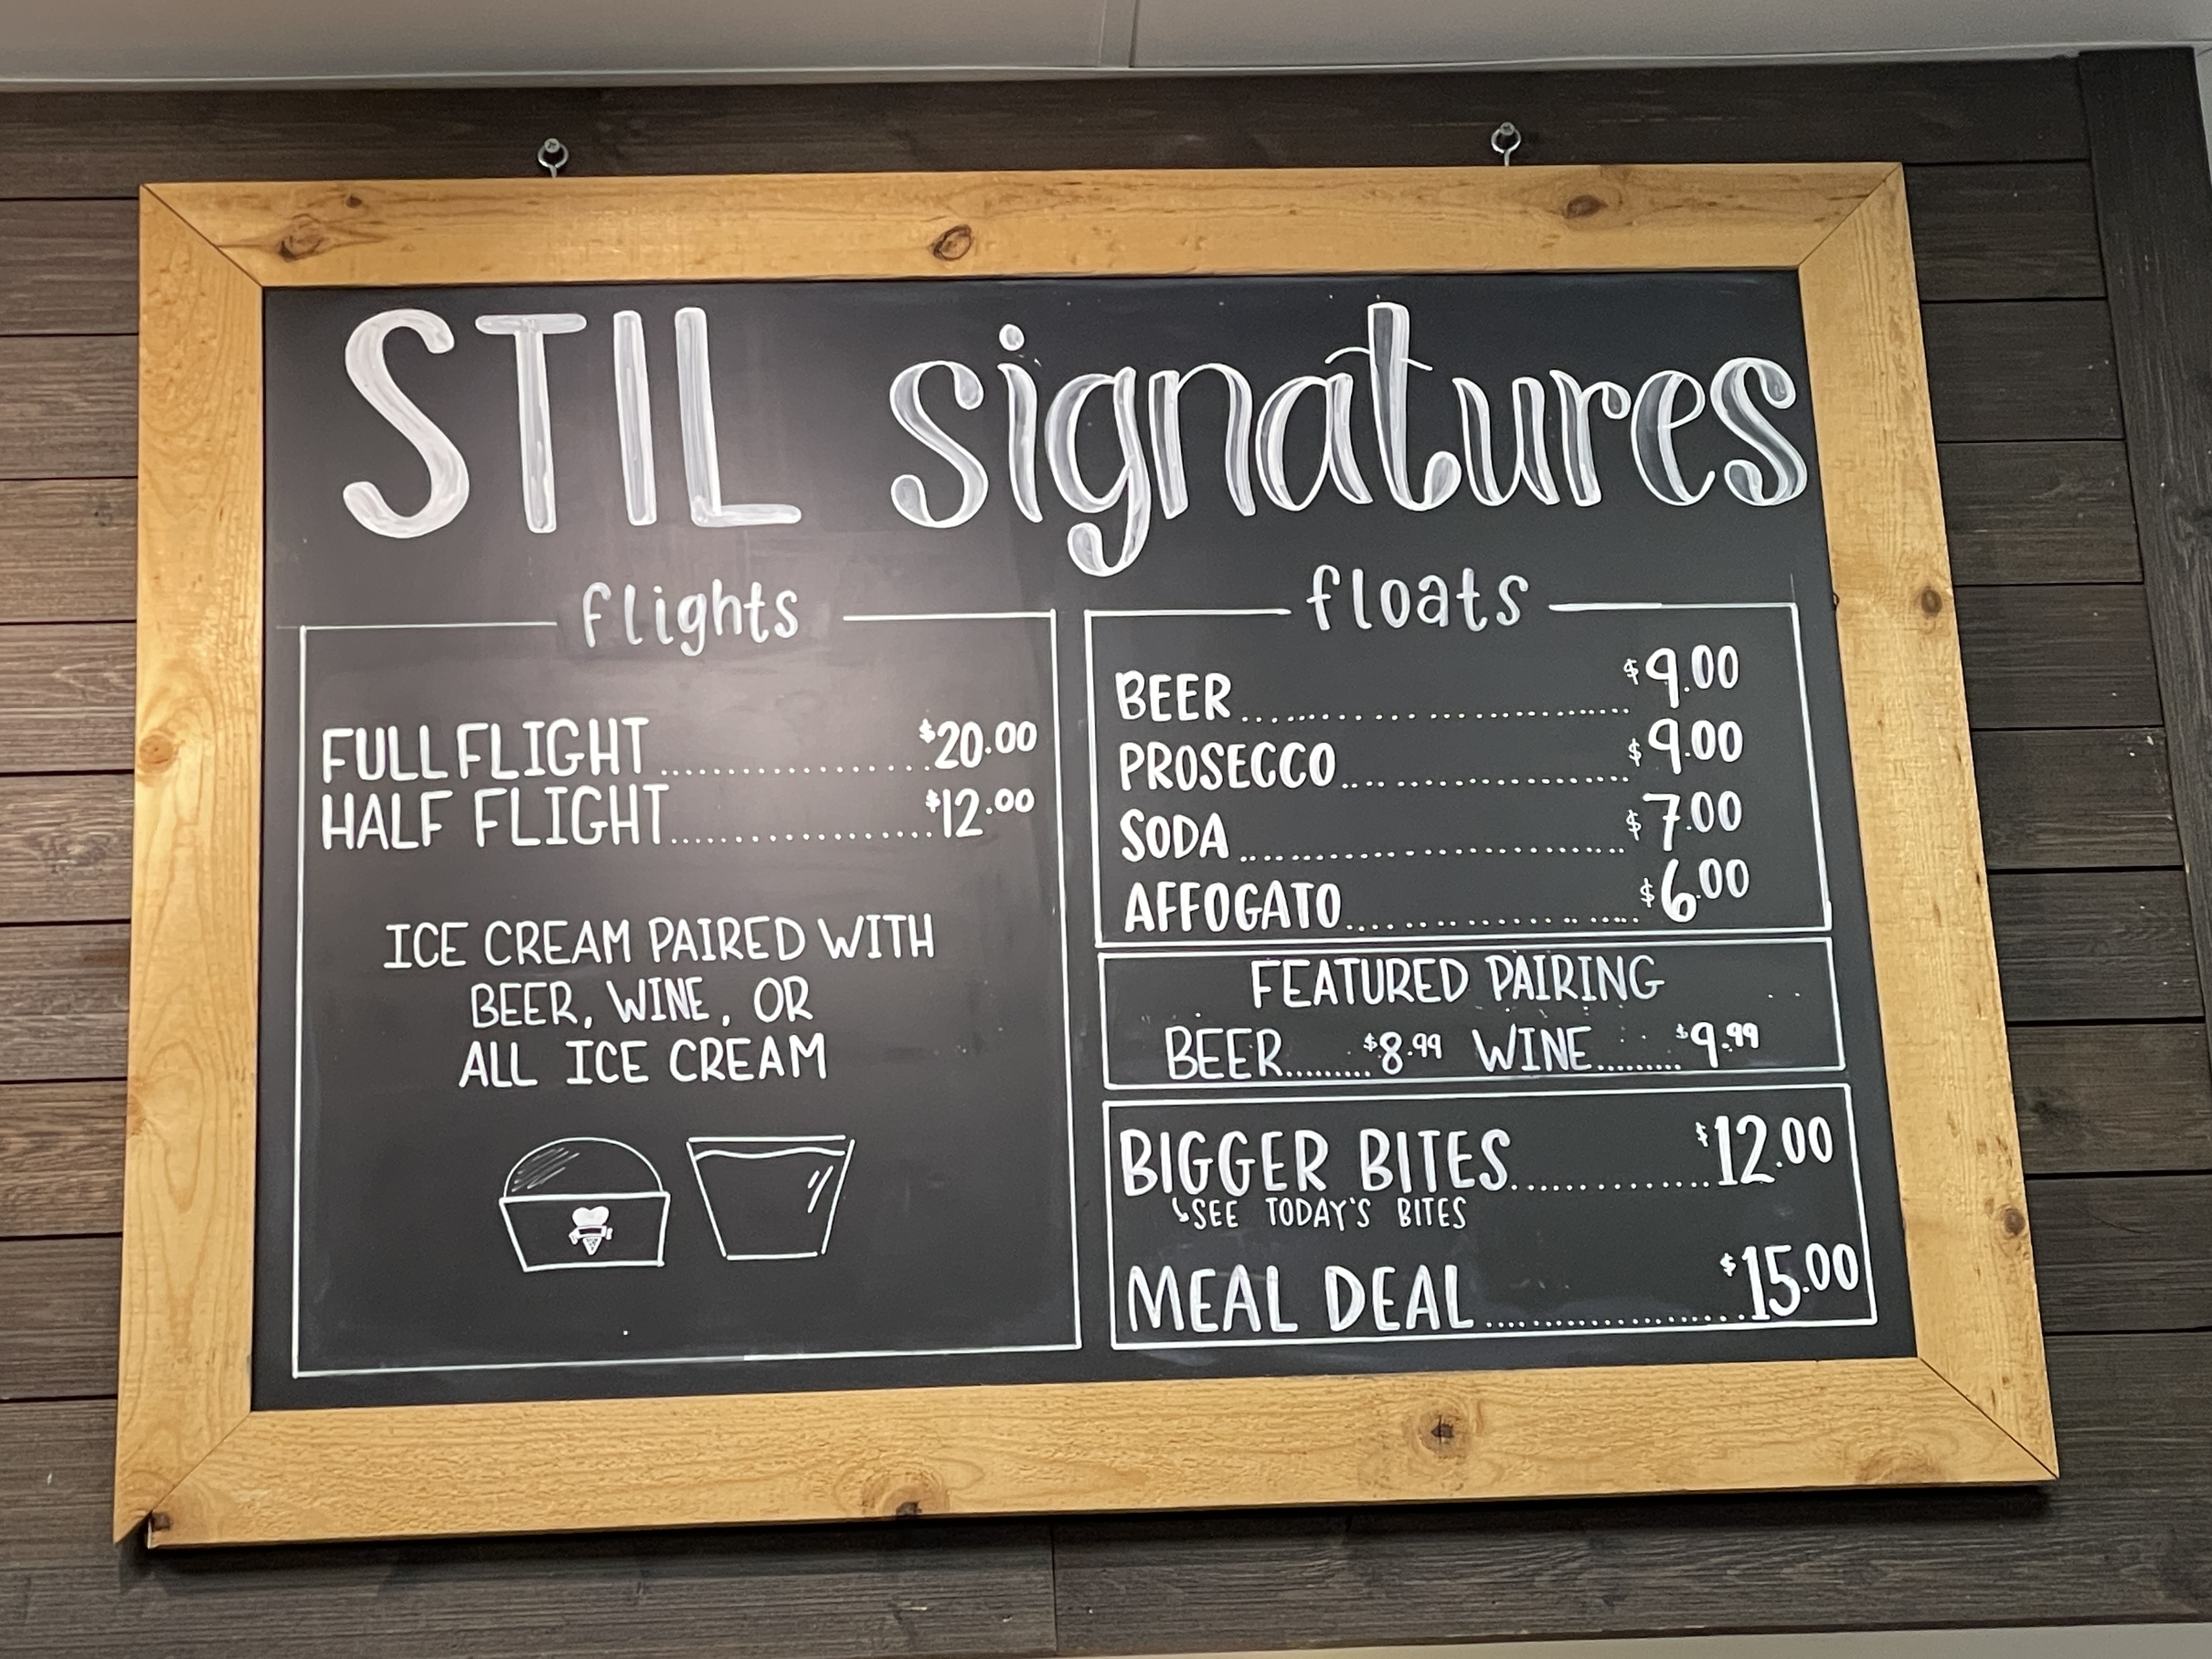 STIL signatures
flights
FULL FLIGHT....................$20.00
HALF FLIGHT....................$12.00
ICE CREAM PAIRED WITH
BEER, WINE, OR
ALL ICE CREAM
floats
BEER..............................$9.00
PROSECCO......................$9.00
SODA..............................$7.00
AFFOGATO......................$6.00
FEATURED PAIRING
BEER.........$8.99 WINE.........$9.99
BIGGER BITES..............$12.00
↳SEE TODAY'S BITES
MEAL DEAL....................$15.00